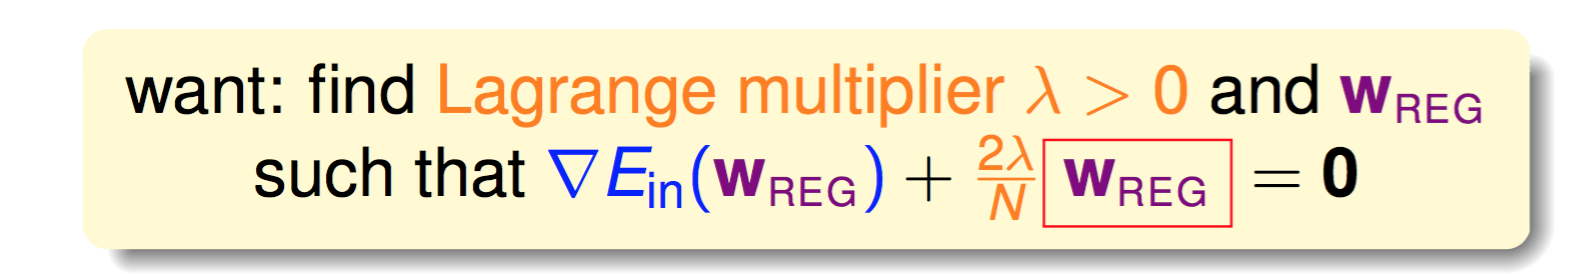 want: find Lagrange multiplier λ > 0 and w_REG
such that ∇E_in(w_REG) + 2λ/N w_REG = 0